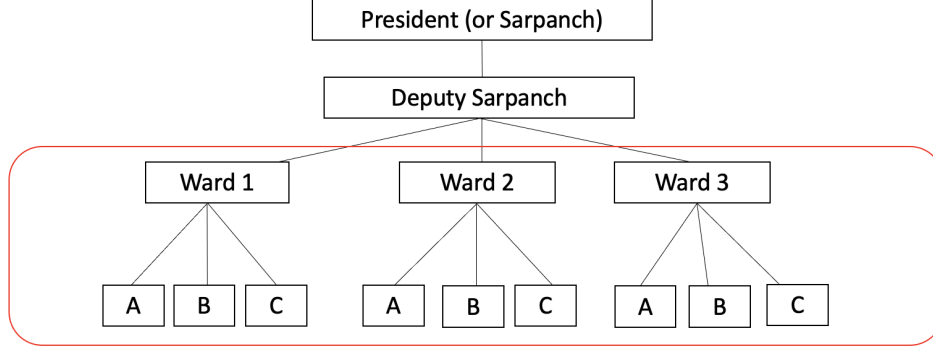 President (or Sarpanch)
Deputy Sarpanch
Ward 1 Ward 2 Ward 3
A B C A B C A B C